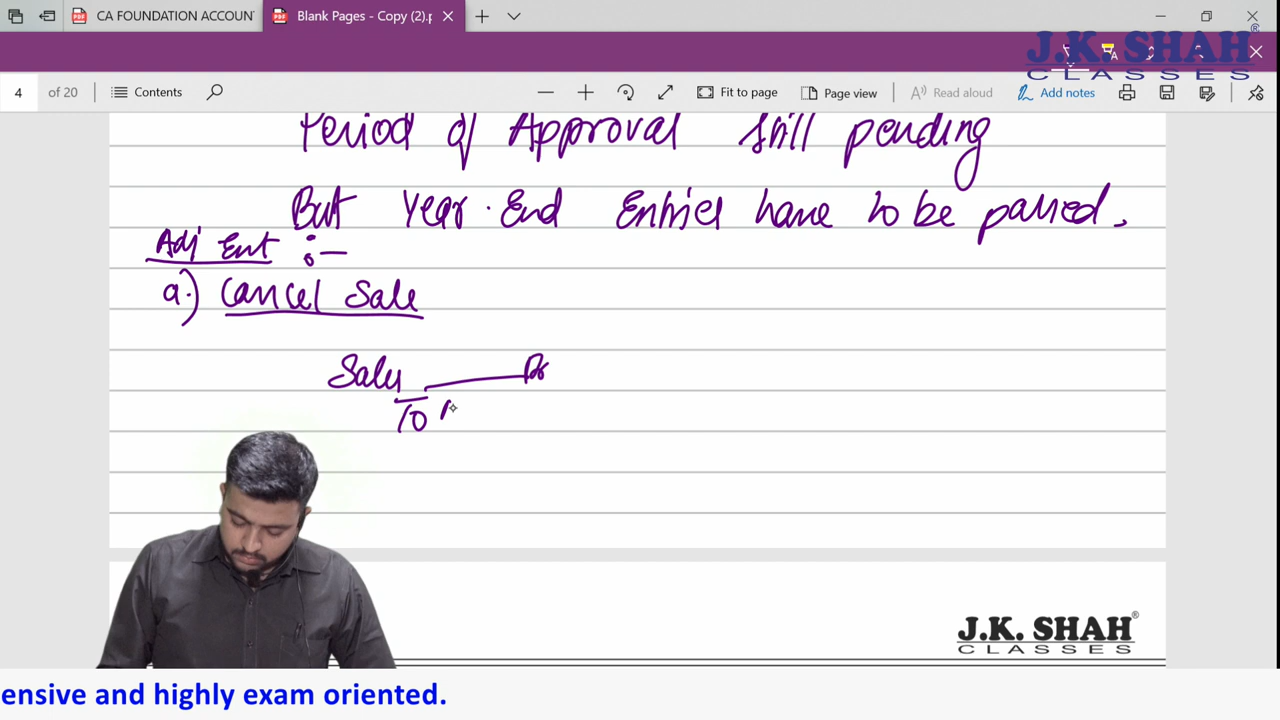 CA FOUNDATION ACCOUN
Blank Pages - Copy (2).p
J.K. SHAH®
CLASSES
4 of 20
Contents
Fit to page
Page view
Read aloud
Add notes
Period of Approval still pending
But Year-End Entries have to be passed.
Adj Ent :-
a.) Cancel Sale
Sales Dr
To
J.K. SHAH®
CLASSES
ensive and highly exam oriented.